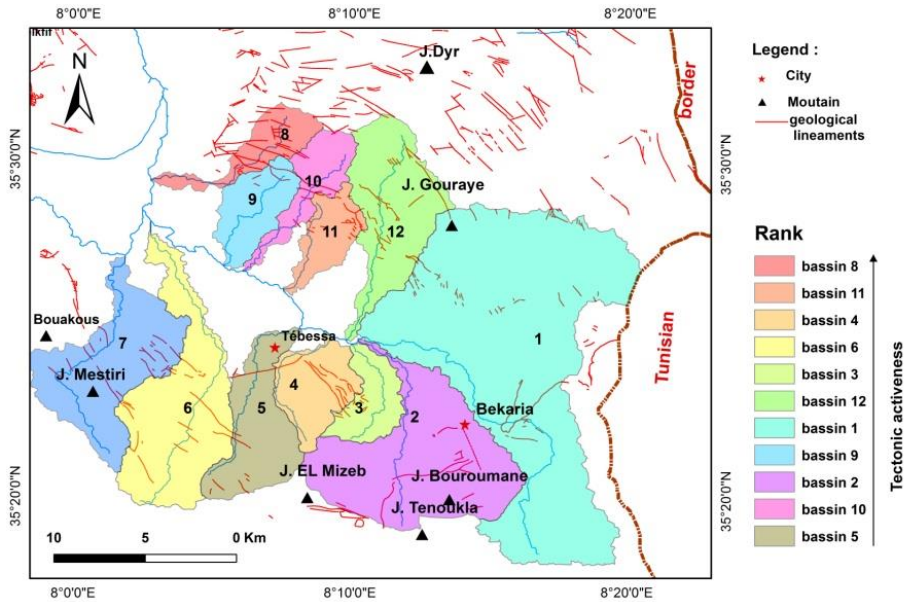 8°0'0"E
8°10'0"E
8°20'0"E
N
J.Dyr
border
Legend :
City
Moutain
geological
lineaments
35°30'0"N
35°30'0"N
8
10
9
J. Gouraye
11
12
Bouakous
7
J. Mestiri
Tébessa
1
Tunisian
6
5
4
3
2
Bekaria
J. EL Mizeb
J. Bouroumane
J. Tenoukla
35°20'0"N
35°20'0"N
10 5 0 Km
8°0'0"E
8°10'0"E
8°20'0"E
Rank
bassin 8
bassin 11
bassin 4
bassin 6
bassin 3
bassin 12
bassin 1
bassin 9
bassin 2
bassin 10
bassin 5
Tectonic activeness